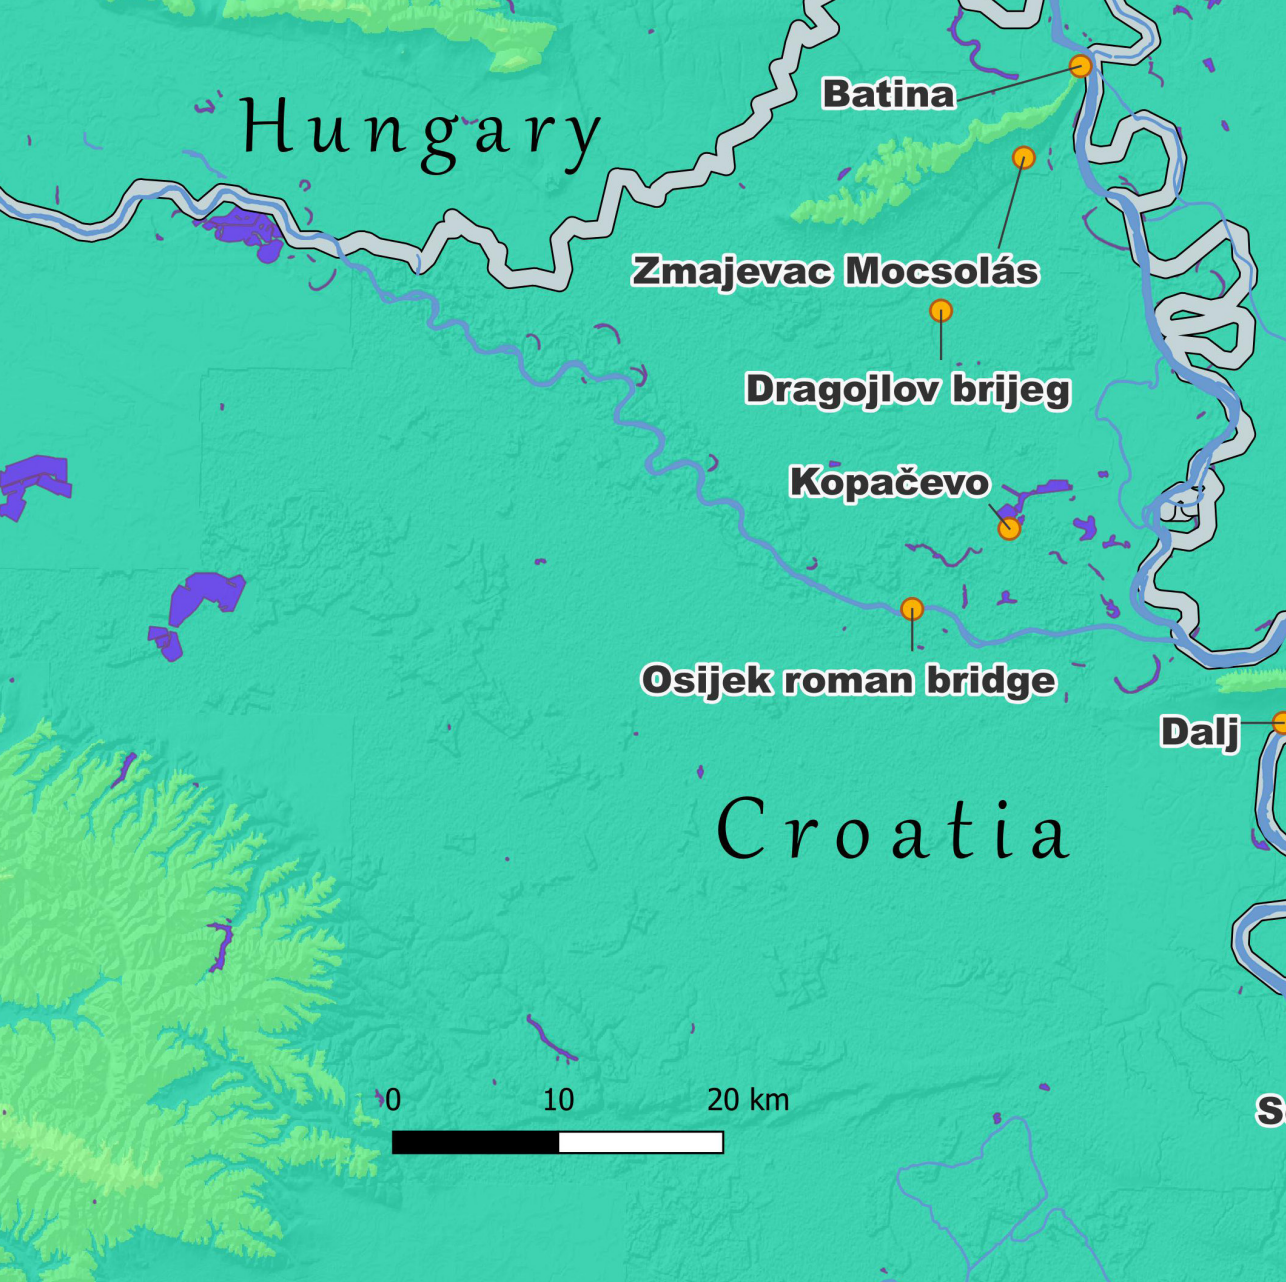 Batina
Hungary
Zmajevac Mocsolás
Dragojlov brijeg
Kopačevo
Osijek roman bridge
Dalj
Croatia
0 10 20 km